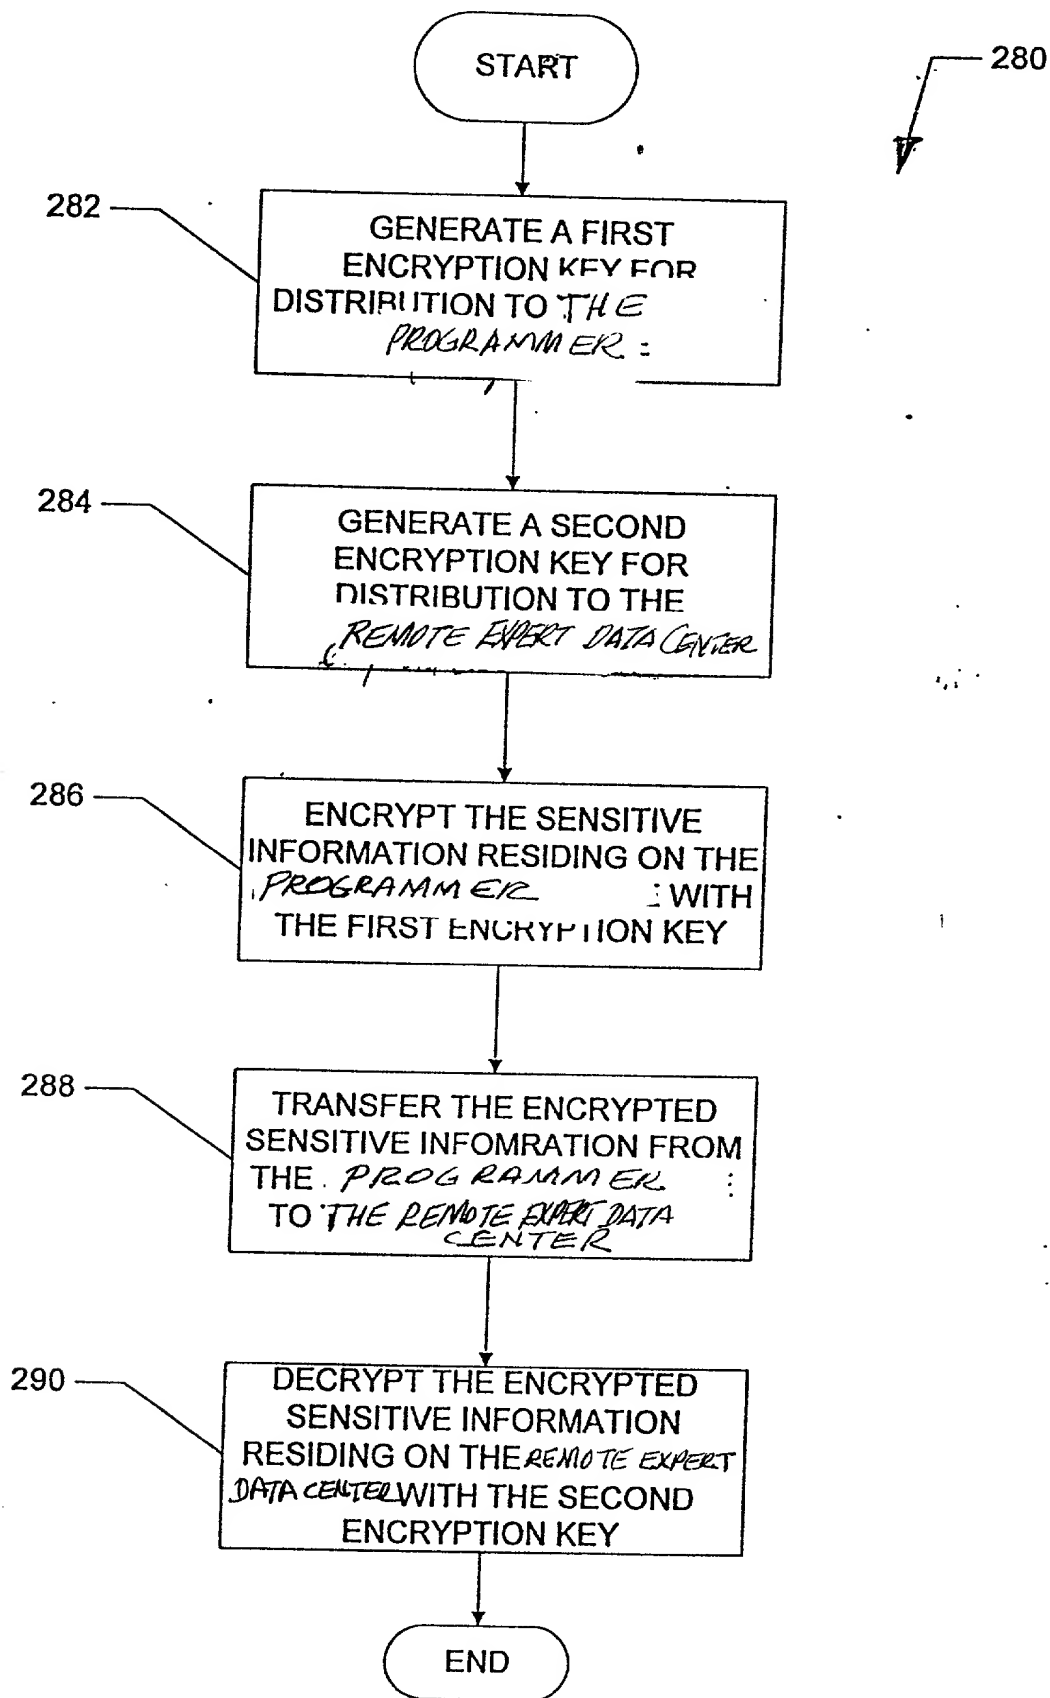 START
280
282
GENERATE A FIRST
ENCRYPTION KEY FOR
DISTRIBUTION TO THE
PROGRAMMER
284
GENERATE A SECOND
ENCRYPTION KEY FOR
DISTRIBUTION TO THE
REMOTE EXPERT DATA CENTER
286
ENCRYPT THE SENSITIVE
INFORMATION RESIDING ON THE
PROGRAMMER WITH
THE FIRST ENCRYPTION KEY
288
TRANSFER THE ENCRYPTED
SENSITIVE INFOMRATION FROM
THE PROGRAMMER
TO THE REMOTE EXPERT DATA
CENTER
290
DECRYPT THE ENCRYPTED
SENSITIVE INFORMATION
RESIDING ON THE REMOTE EXPERT
DATA CENTER WITH THE SECOND
ENCRYPTION KEY
END